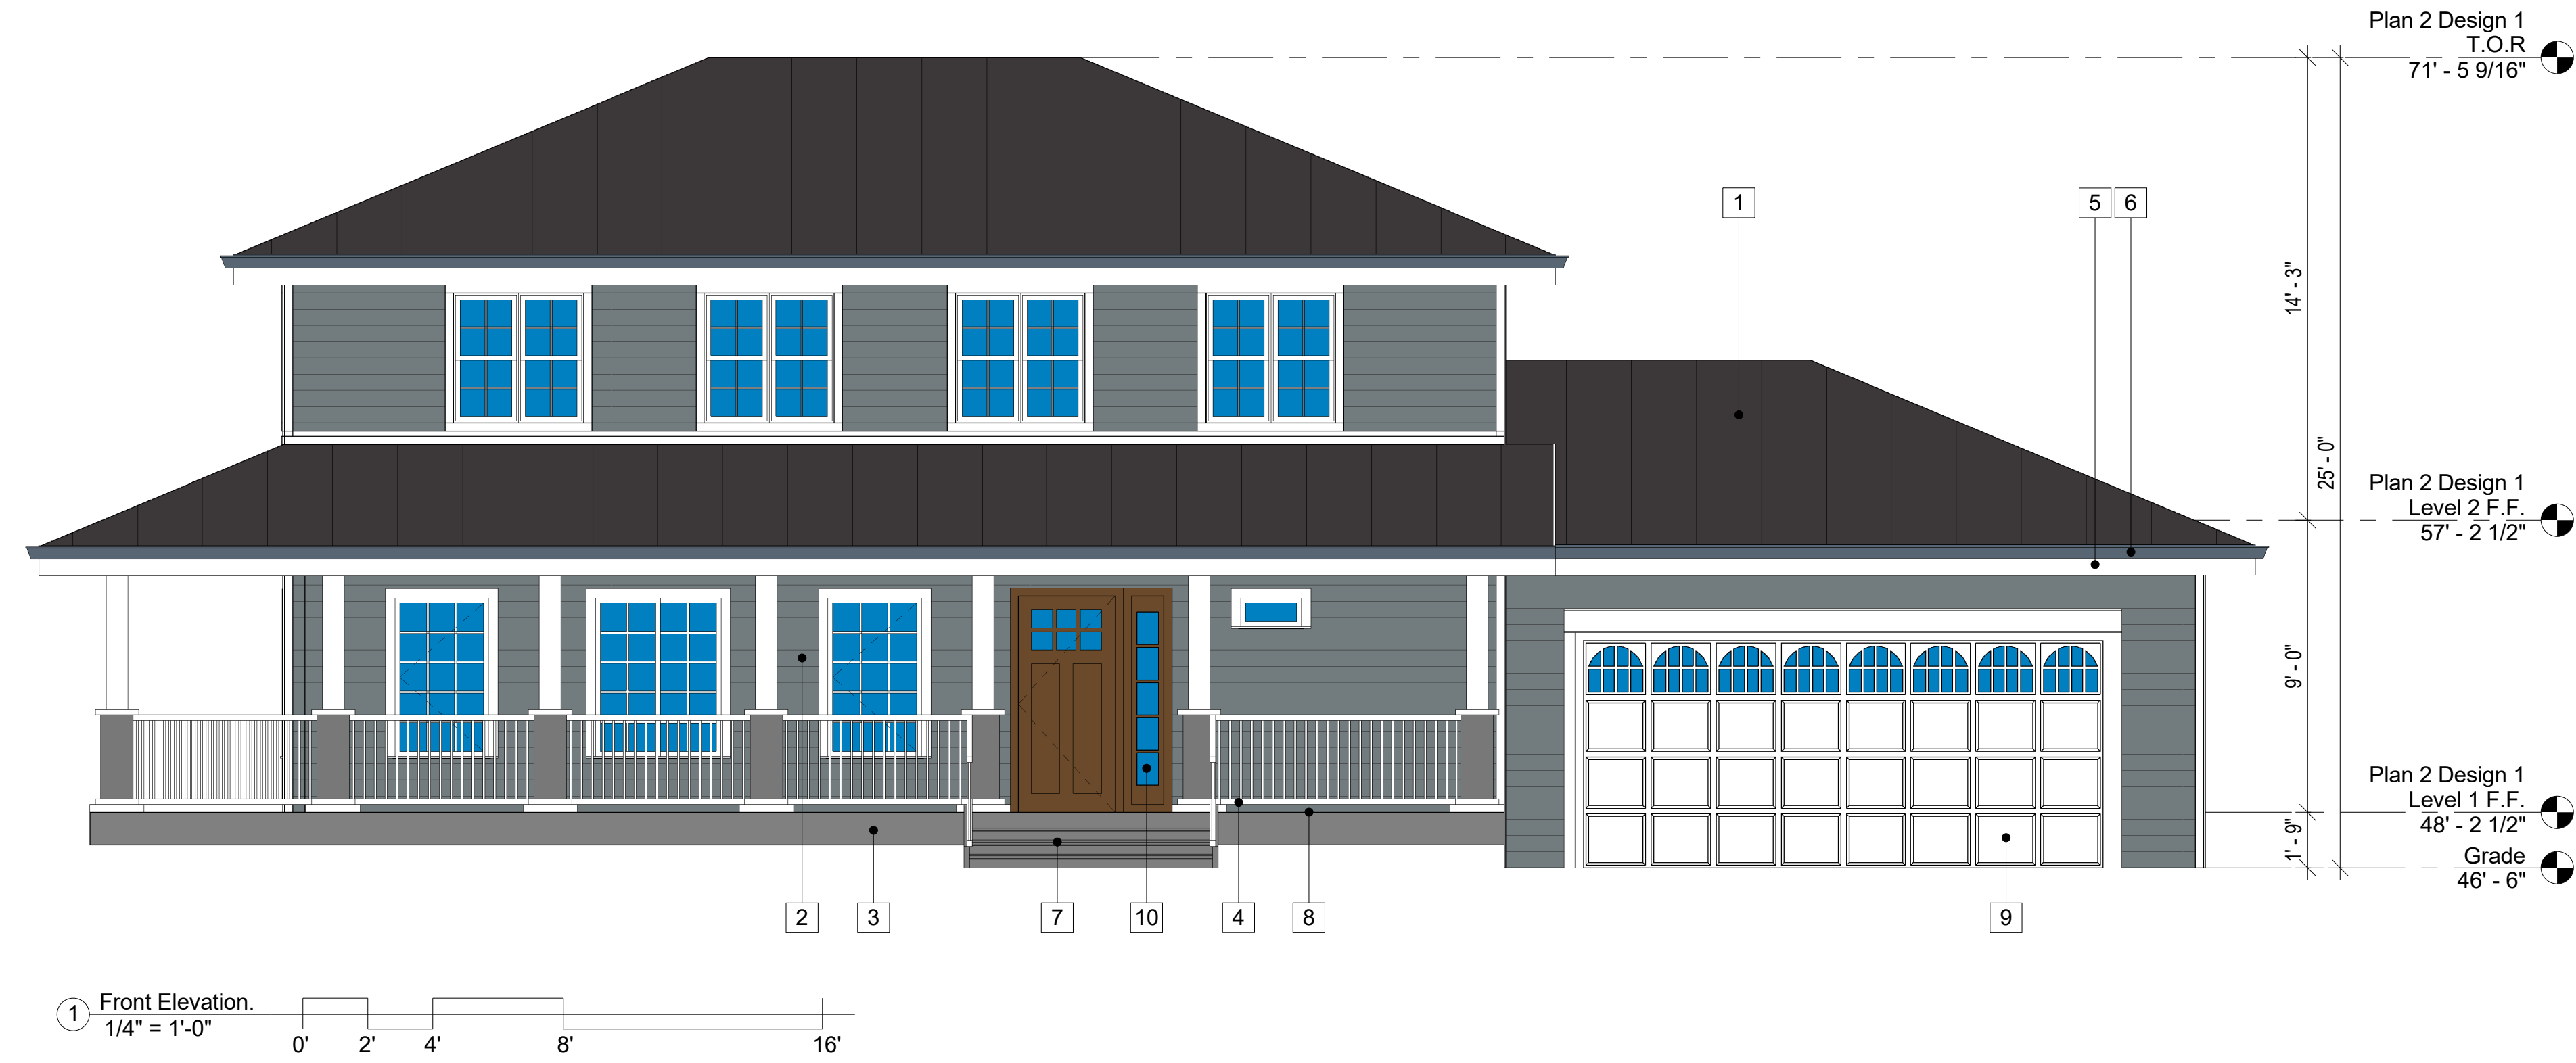 Plan 2 Design 1
T.O.R
71' - 5 9/16"
1
5
6
14' - 3"
25' - 0"
Plan 2 Design 1
Level 2 F.F.
57' - 2 1/2"
9' - 0"
Plan 2 Design 1
Level 1 F.F.
48' - 2 1/2"
1' - 9"
Grade
46' - 6"
2
3
7
10
4
8
9
1
Front Elevation.
1/4" = 1'-0"
0'
2'
4'
8'
16'